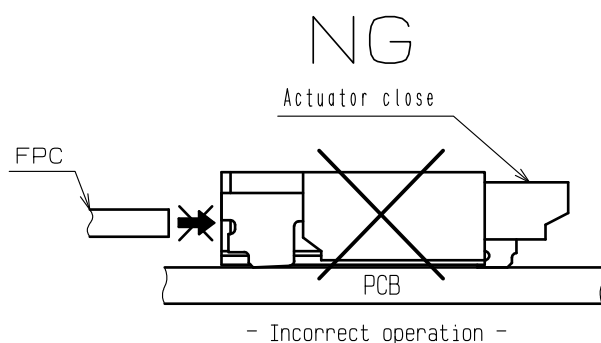 NG
Actuator close
FPC
PCB
- Incorrect operation -